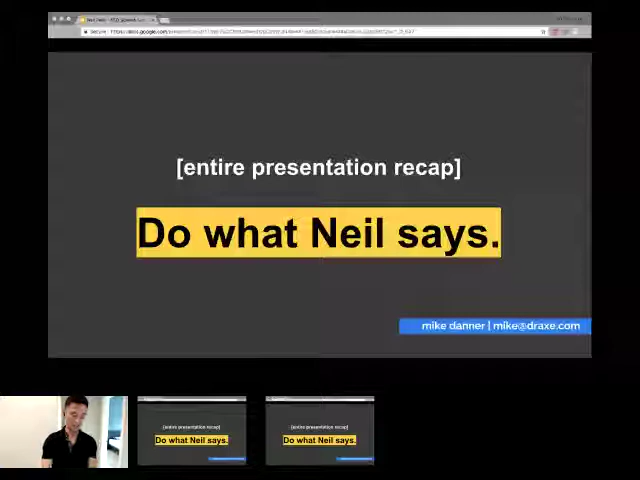 [entire presentation recap]
Do what Neil says.
mike danner | mike@draxe.com
[entire presentation recap]
Do what Neil says.
[entire presentation recap]
Do what Neil says.